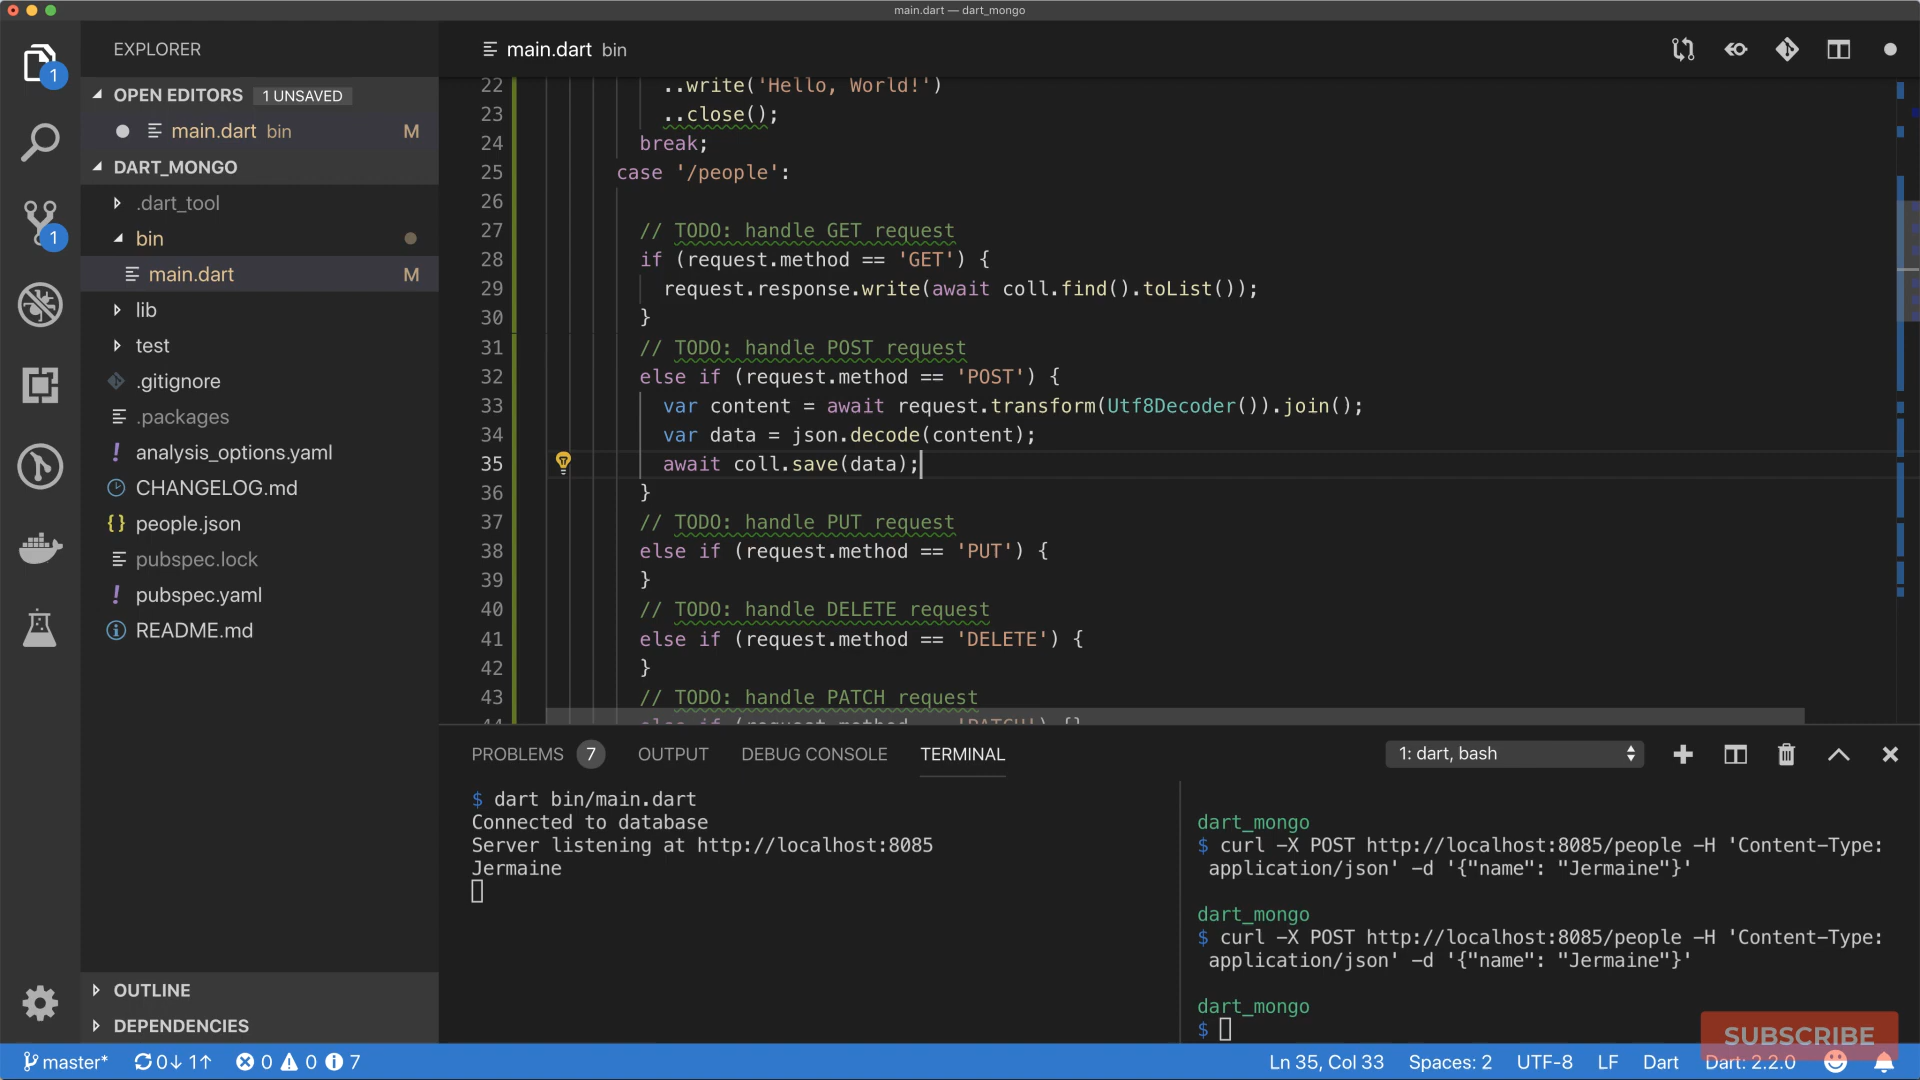 main.dart — dart_mongo
EXPLORER
OPEN EDITORS 1 UNSAVED
main.dart bin M
DART_MONGO
.dart_tool
bin
main.dart M
lib
test
.gitignore
.packages
analysis_options.yaml
CHANGELOG.md
people.json
pubspec.lock
pubspec.yaml
README.md
OUTLINE
DEPENDENCIES
1
1
main.dart bin
22 ..write('Hello, World!')
23 ..close();
24 break;
25 case '/people':
26
27 // TODO: handle GET request
28 if (request.method == 'GET') {
29 request.response.write(await coll.find().toList());
30 }
31 // TODO: handle POST request
32 else if (request.method == 'POST') {
33 var content = await request.transform(Utf8Decoder()).join();
34 var data = json.decode(content);
35 await coll.save(data);
36 }
37 // TODO: handle PUT request
38 else if (request.method == 'PUT') {
39 }
40 // TODO: handle DELETE request
41 else if (request.method == 'DELETE') {
42 }
43 // TODO: handle PATCH request
44 else if (request.method == 'PATCH') {}
PROBLEMS 7 OUTPUT DEBUG CONSOLE TERMINAL 1: dart, bash
$ dart bin/main.dart
Connected to database
Server listening at http://localhost:8085
Jermaine
dart_mongo
$ curl -X POST http://localhost:8085/people -H 'Content-Type:
application/json' -d '{"name": "Jermaine"}'
dart_mongo
$ curl -X POST http://localhost:8085/people -H 'Content-Type:
application/json' -d '{"name": "Jermaine"}'
dart_mongo
$
SUBSCRIBE
master* 0↓ 1↑ 0 0 7 Ln 35, Col 33 Spaces: 2 UTF-8 LF Dart Dart: 2.2.0